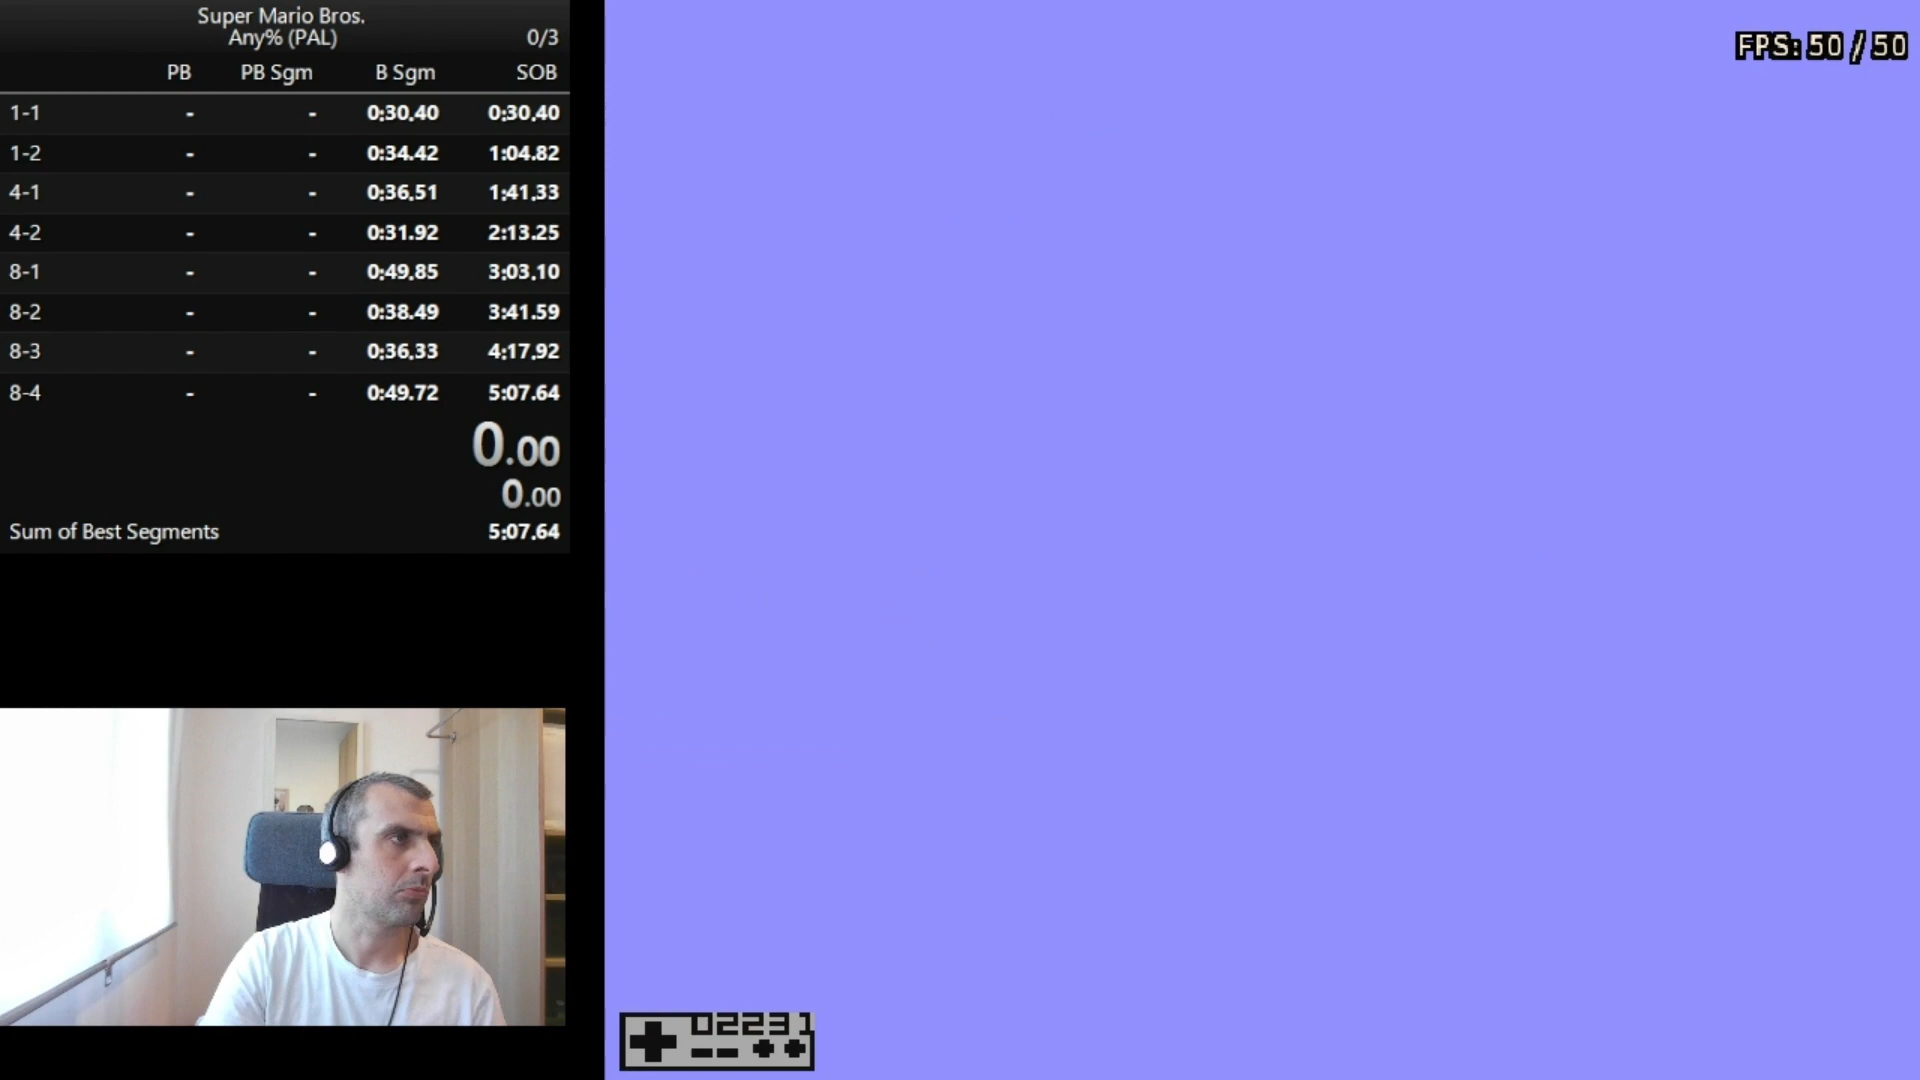 Super Mario Bros.
Any% (PAL) 0/3
PB PB Sgm B Sgm SOB
1-1 - - 0:30.40 0:30.40
1-2 - - 0:34.42 1:04.82
4-1 - - 0:36.51 1:41.33
4-2 - - 0:31.92 2:13.25
8-1 - - 0:49.85 3:03.10
8-2 - - 0:38.49 3:41.59
8-3 - - 0:36.33 4:17.92
8-4 - - 0:49.72 5:07.64
0.00
0.00
Sum of Best Segments 5:07.64
FPS: 50 / 50
02231